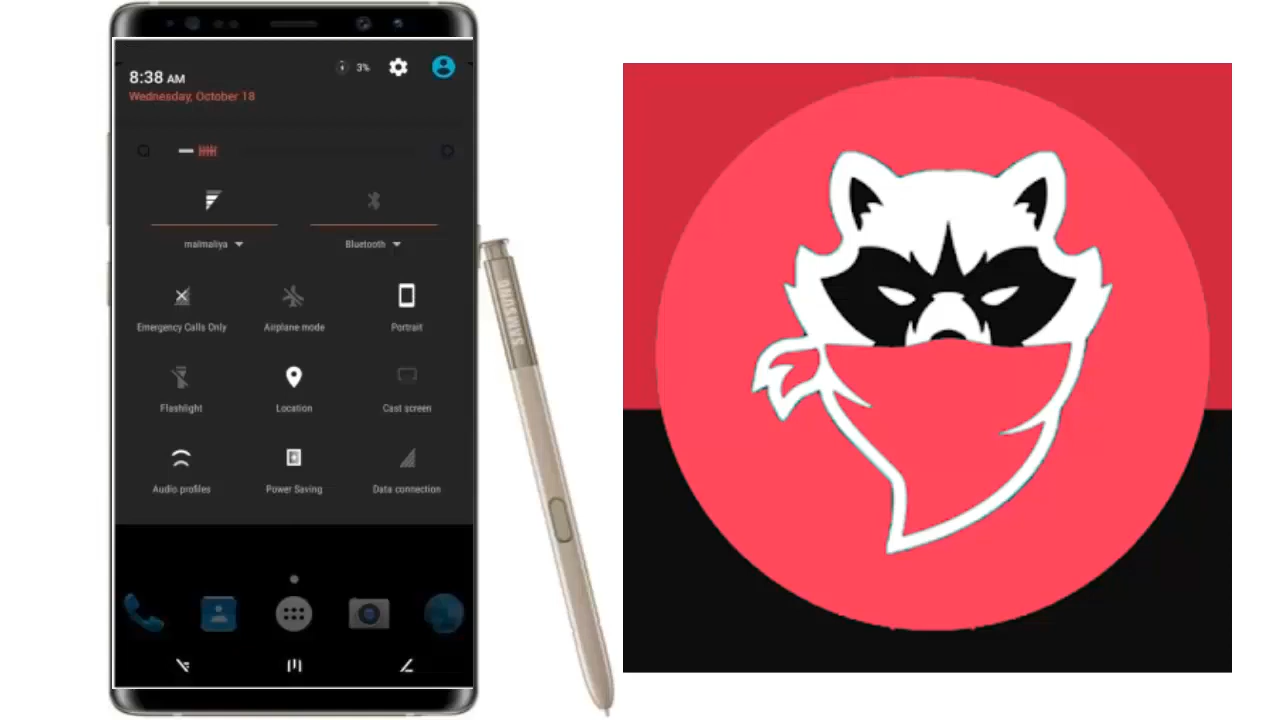 3%
8:38 AM
Wednesday, October 18
malmaliya
Bluetooth
Emergency Calls Only
Airplane mode
Portrait
Flashlight
Location
Cast screen
Audio profiles
Power Saving
Data connection
SAMSUNG